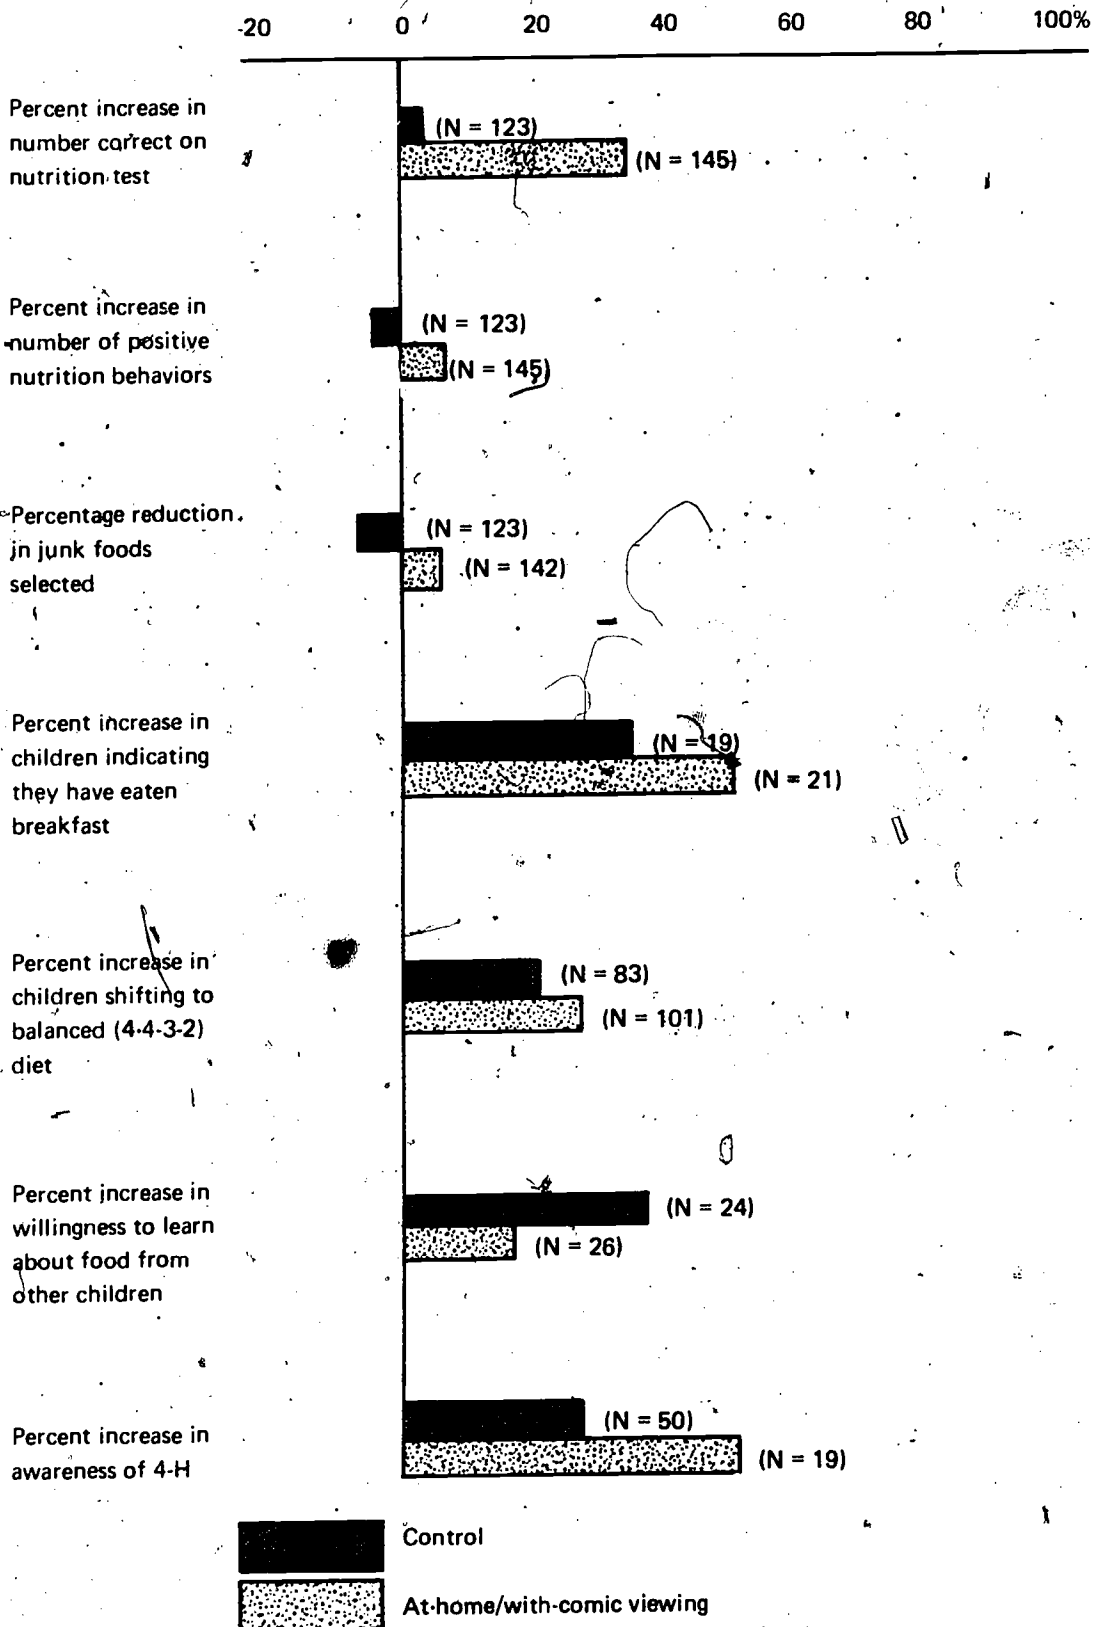 -20 0 20 40 60 80 100%
Percent increase in
number correct on
nutrition test
(N = 123)
(N = 145)
Percent increase in
number of positive
nutrition behaviors
(N = 123)
(N = 145)
Percentage reduction
in junk foods
selected
(N = 123)
(N = 142)
Percent increase in
children indicating
they have eaten
breakfast
(N = 19)
(N = 21)
Percent increase in
children shifting to
balanced (4-4-3-2)
diet
(N = 83)
(N = 101)
Percent increase in
willingness to learn
about food from
other children
(N = 24)
(N = 26)
Percent increase in
awareness of 4-H
(N = 50)
(N = 19)
Control
At-home/with-comic viewing